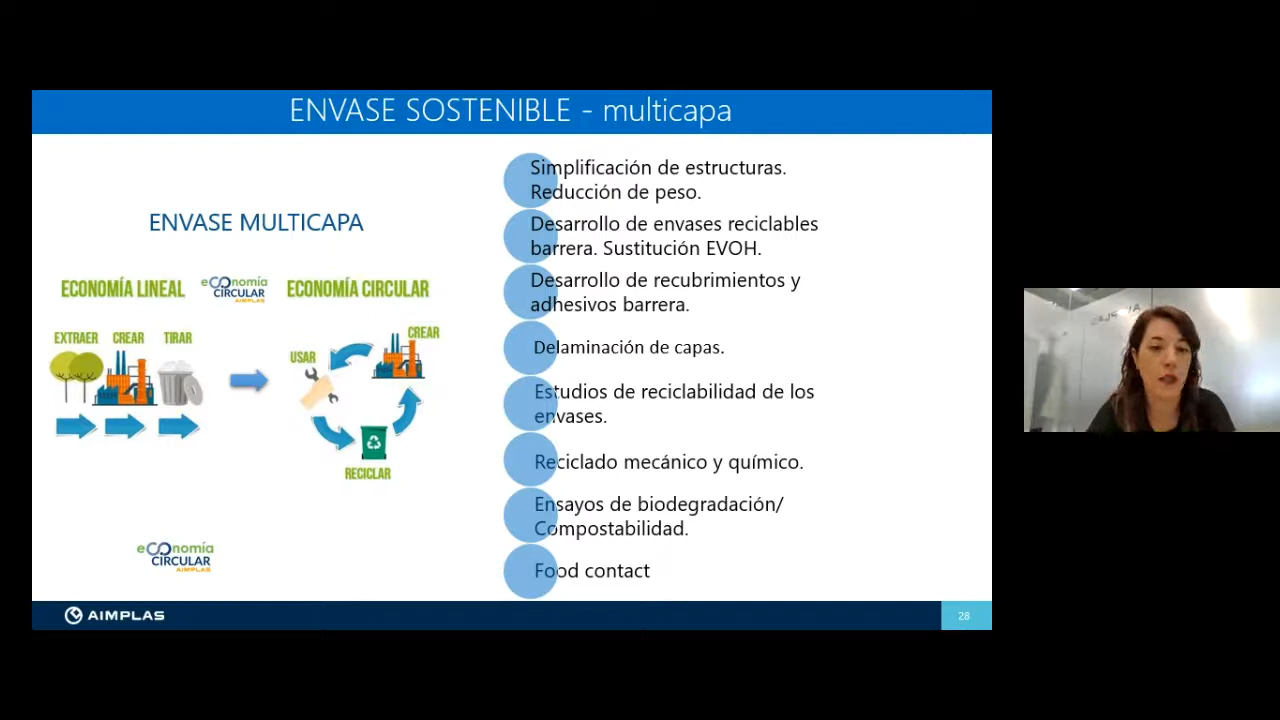 ENVASE SOSTENIBLE - multicapa
ENVASE MULTICAPA
ECONOMÍA LINEAL
eCOnomía
CIRCULAR
AIMPLAS
ECONOMÍA CIRCULAR
EXTRAER
CREAR
TIRAR
USAR
CREAR
RECICLAR
eCOnomía
CIRCULAR
AIMPLAS
Simplificación de estructuras.
Reducción de peso.
Desarrollo de envases reciclables
barrera. Sustitución EVOH.
Desarrollo de recubrimientos y
adhesivos barrera.
Delaminación de capas.
Estudios de reciclabilidad de los
envases.
Reciclado mecánico y químico.
Ensayos de biodegradación/
Compostabilidad.
Food contact
AIMPLAS
28